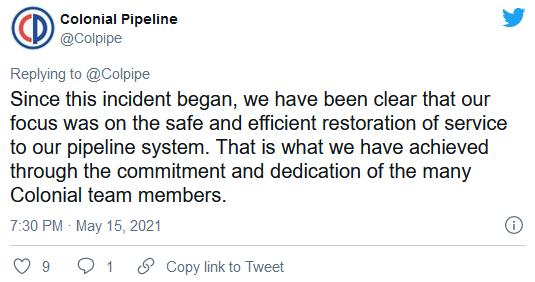 Colonial Pipeline
@Colpipe
Replying to @Colpipe
Since this incident began, we have been clear that our
focus was on the safe and efficient restoration of service
to our pipeline system. That is what we have achieved
through the commitment and dedication of the many
Colonial team members.
7:30 PM · May 15, 2021
9 1 Copy link to Tweet